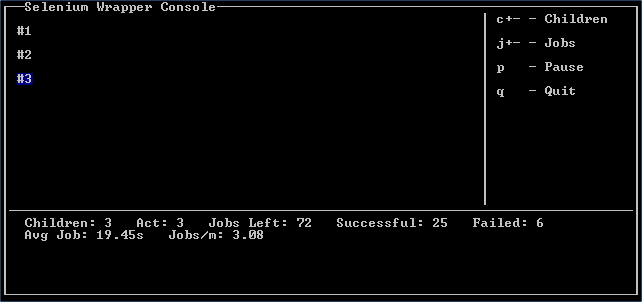 Selenium Wrapper Console
#1
#2
#3
c+- - Children
j+- - Jobs
p - Pause
q - Quit
Children: 3 Act: 3 Jobs Left: 72 Successful: 25 Failed: 6
Avg Job: 19.45s Jobs/m: 3.08